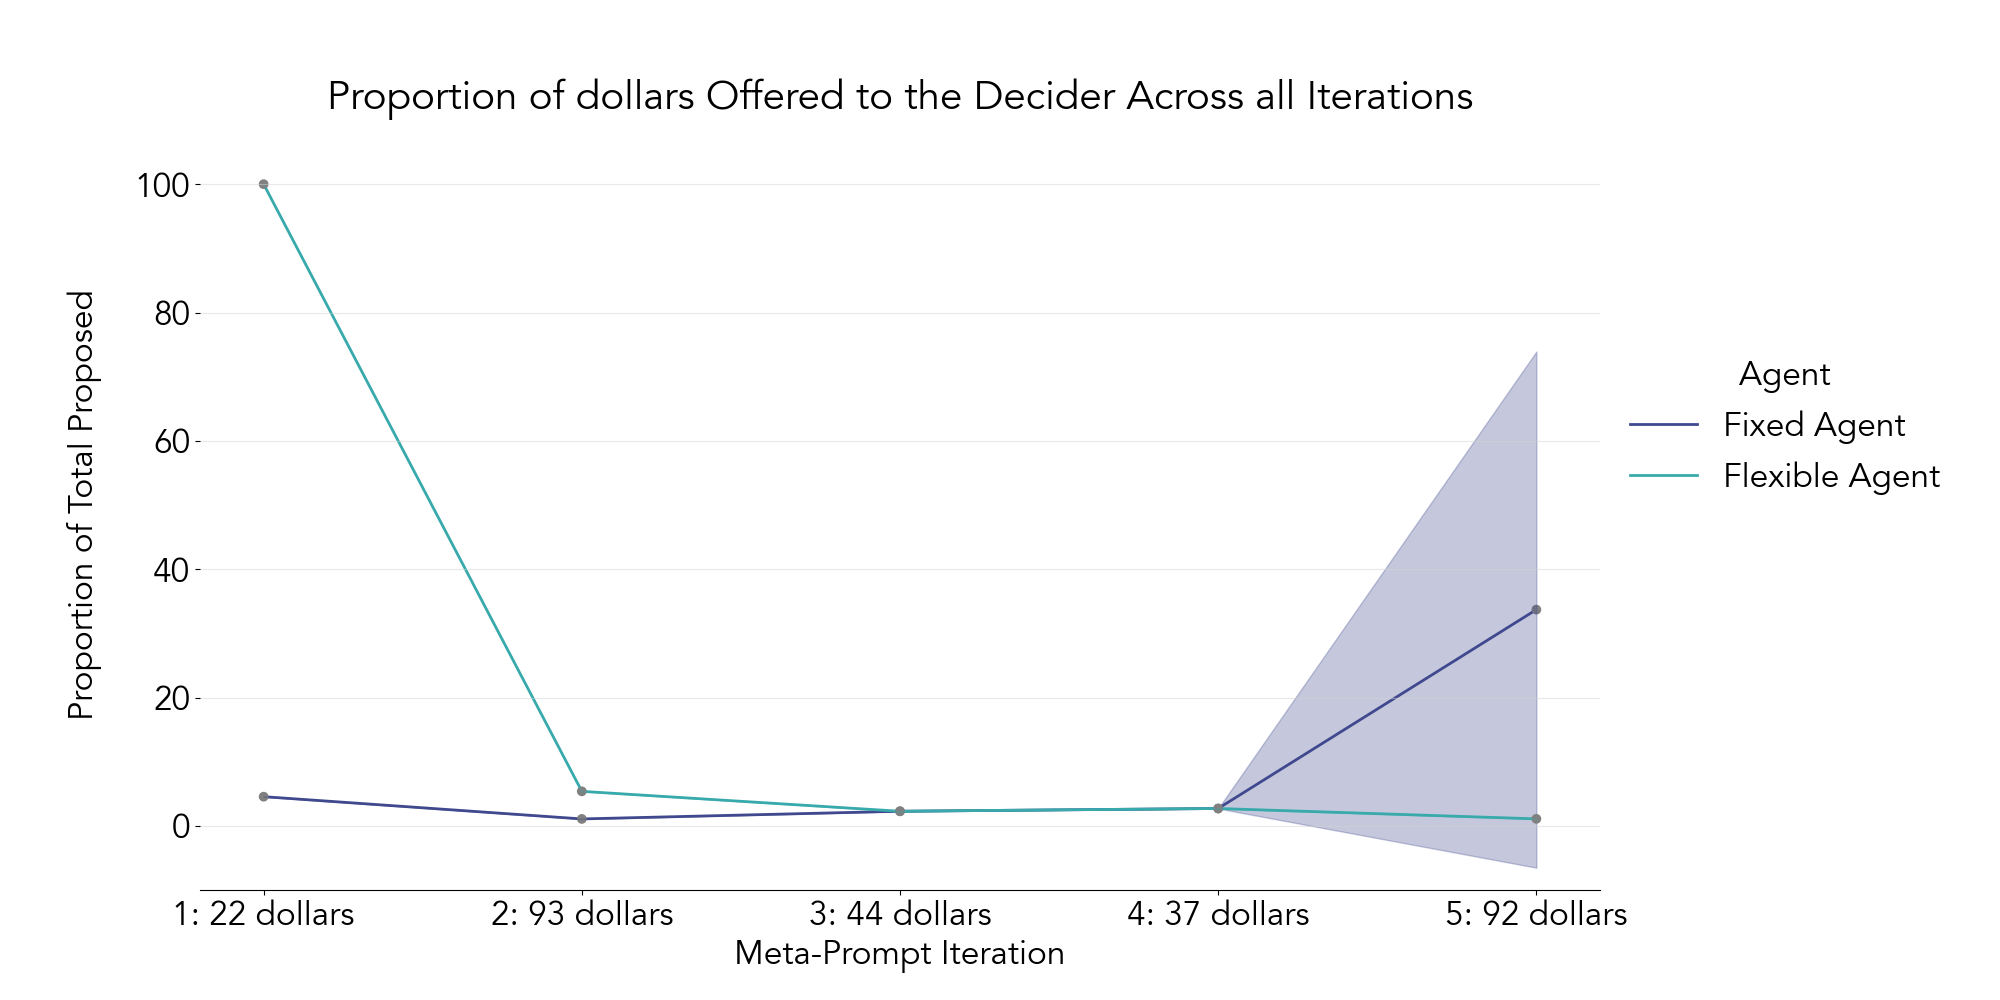 Proportion of dollars Offered to the Decider Across all Iterations
Proportion of Total Proposed
100
80
60
40
20
0
1: 22 dollars
2: 93 dollars
3: 44 dollars
4: 37 dollars
5: 92 dollars
Meta-Prompt Iteration
Agent
Fixed Agent
Flexible Agent